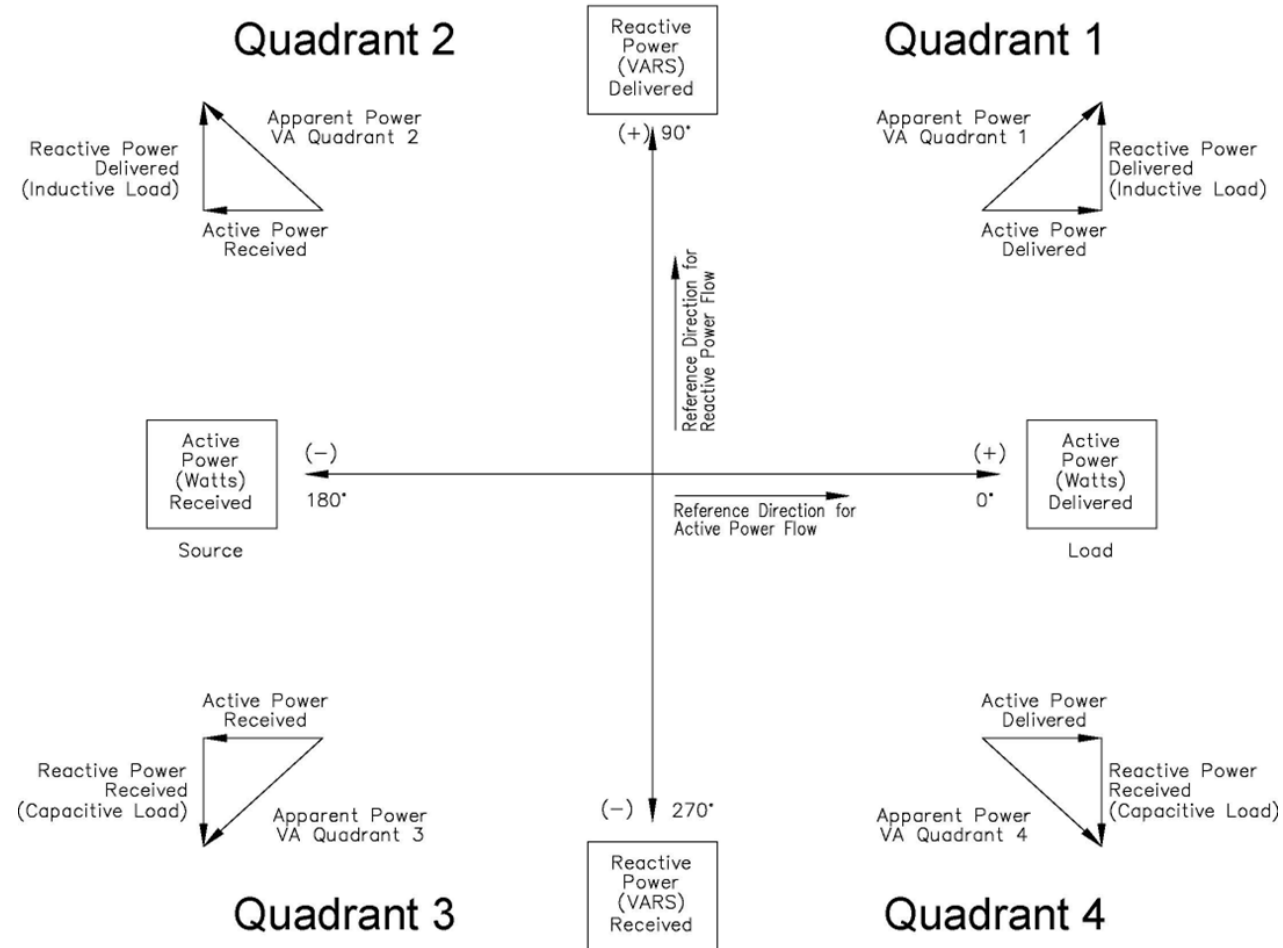 Quadrant 2
Reactive
Power
(VARS)
Delivered
Quadrant 1
Apparent Power
VA Quadrant 2
Reactive Power
Delivered
(Inductive Load)
Active Power
Received
(+) 90°
Apparent Power
VA Quadrant 1
Reactive Power
Delivered
(Inductive Load)
Active Power
Delivered
Reference Direction for
Reactive Power Flow
Active
Power
(Watts)
Received
Source
(-)
180°
Reference Direction for
Active Power Flow
(+)
0°
Active
Power
(Watts)
Delivered
Load
Active Power
Received
Reactive Power
Received
(Capacitive Load)
Apparent Power
VA Quadrant 3
(-) 270°
Active Power
Delivered
Reactive Power
Received
(Capacitive Load)
Apparent Power
VA Quadrant 4
Quadrant 3
Reactive
Power
(VARS)
Received
Quadrant 4